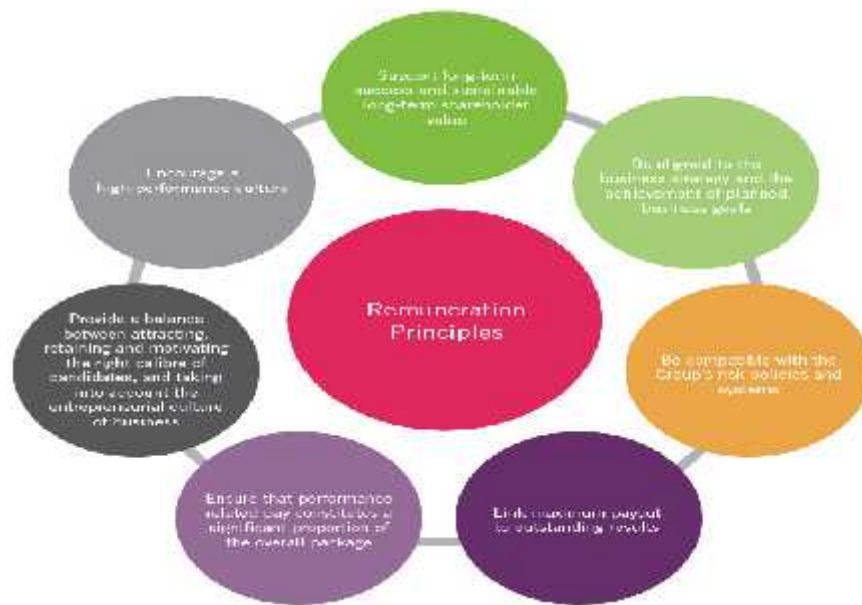 Support long-term
success and sustainable
long-term shareholder
value
Be aligned to the
business strategy and the
achievement of planned
business goals
Be compatible with the
Group's risk policies and
systems
Link maximum payout
to outstanding results
Ensure that performance
related pay constitutes a
significant proportion of
the overall package
Provide a balance
between attracting,
retaining and motivating
the right calibre of
candidates, and taking
into account the
entrepreneurial culture
of business
Encourage a
high-performance culture
Remuneration
Principles